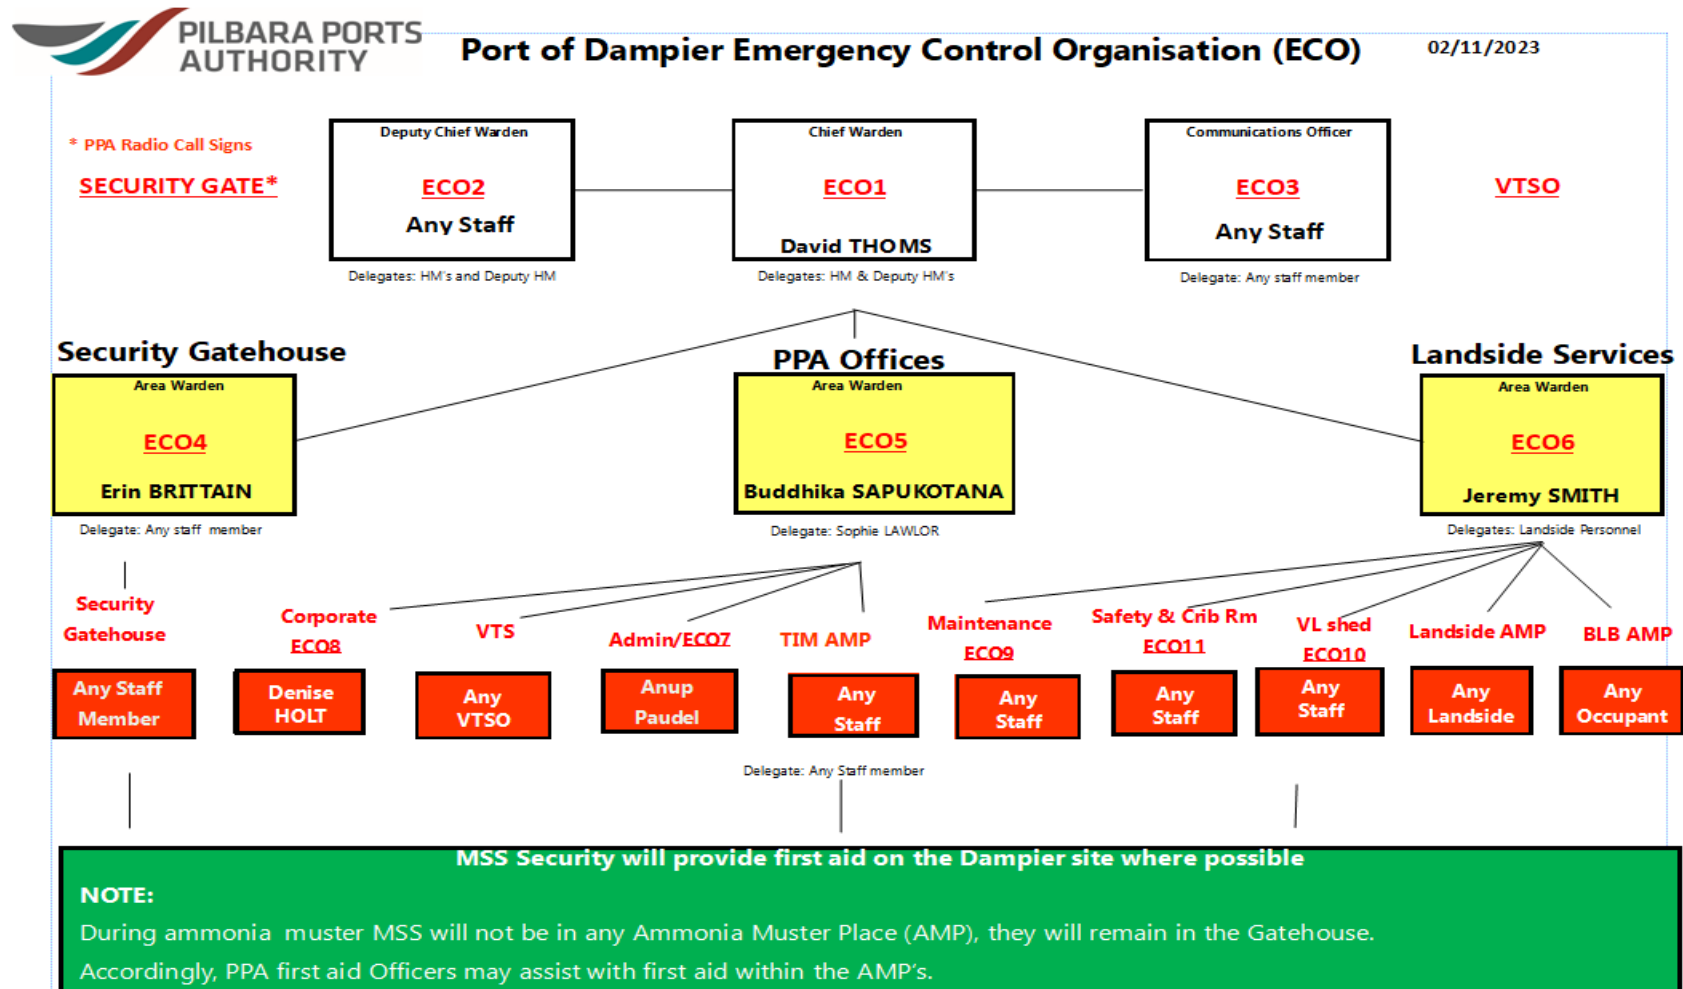 PILBARA PORTS
AUTHORITY
Port of Dampier Emergency Control Organisation (ECO)
02/11/2023
* PPA Radio Call Signs
SECURITY GATE*
Deputy Chief Warden
ECO2
Any Staff
Delegates: HM's and Deputy HM
Chief Warden
ECO1
David THOMS
Delegates: HM & Deputy HM's
Communications Officer
ECO3
Any Staff
Delegate: Any staff member
VTSO
Security Gatehouse
Area Warden
ECO4
Erin BRITTAIN
Delegate: Any staff member
PPA Offices
Area Warden
ECO5
Buddhika SAPUKOTANA
Delegate: Sophie LAWLOR
Landside Services
Area Warden
ECO6
Jeremy SMITH
Delegates: Landside Personnel
Security
Gatehouse
Any Staff
Member
Corporate
ECO8
Denise
HOLT
VTS
Any
VTSO
Admin/ECO7
Anup
Paudel
TIM AMP
Any
Staff
Maintenance
ECO9
Any
Staff
Safety & Crib Rm
ECO11
Any
Staff
VL shed
ECO10
Any
Staff
Landside AMP
Any
Landside
BLB AMP
Any
Occupant
Delegate: Any Staff member
MSS Security will provide first aid on the Dampier site where possible
NOTE:
During ammonia muster MSS will not be in any Ammonia Muster Place (AMP), they will remain in the Gatehouse.
Accordingly, PPA first aid Officers may assist with first aid within the AMP's.